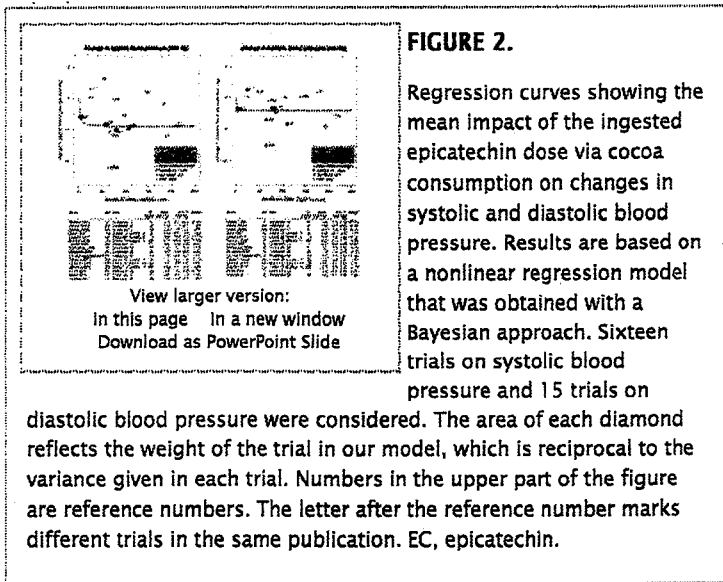 FIGURE 2.
Regression curves showing the
mean impact of the ingested
epicatechin dose via cocoa
consumption on changes in
systolic and diastolic blood
pressure. Results are based on
a nonlinear regression model
that was obtained with a
Bayesian approach. Sixteen
trials on systolic blood
pressure and 15 trials on
diastolic blood pressure were considered. The area of each diamond
reflects the weight of the trial in our model, which is reciprocal to the
variance given in each trial. Numbers in the upper part of the figure
are reference numbers. The letter after the reference number marks
different trials in the same publication. EC, epicatechin.
View larger version:
In this page In a new window
Download as PowerPoint Slide